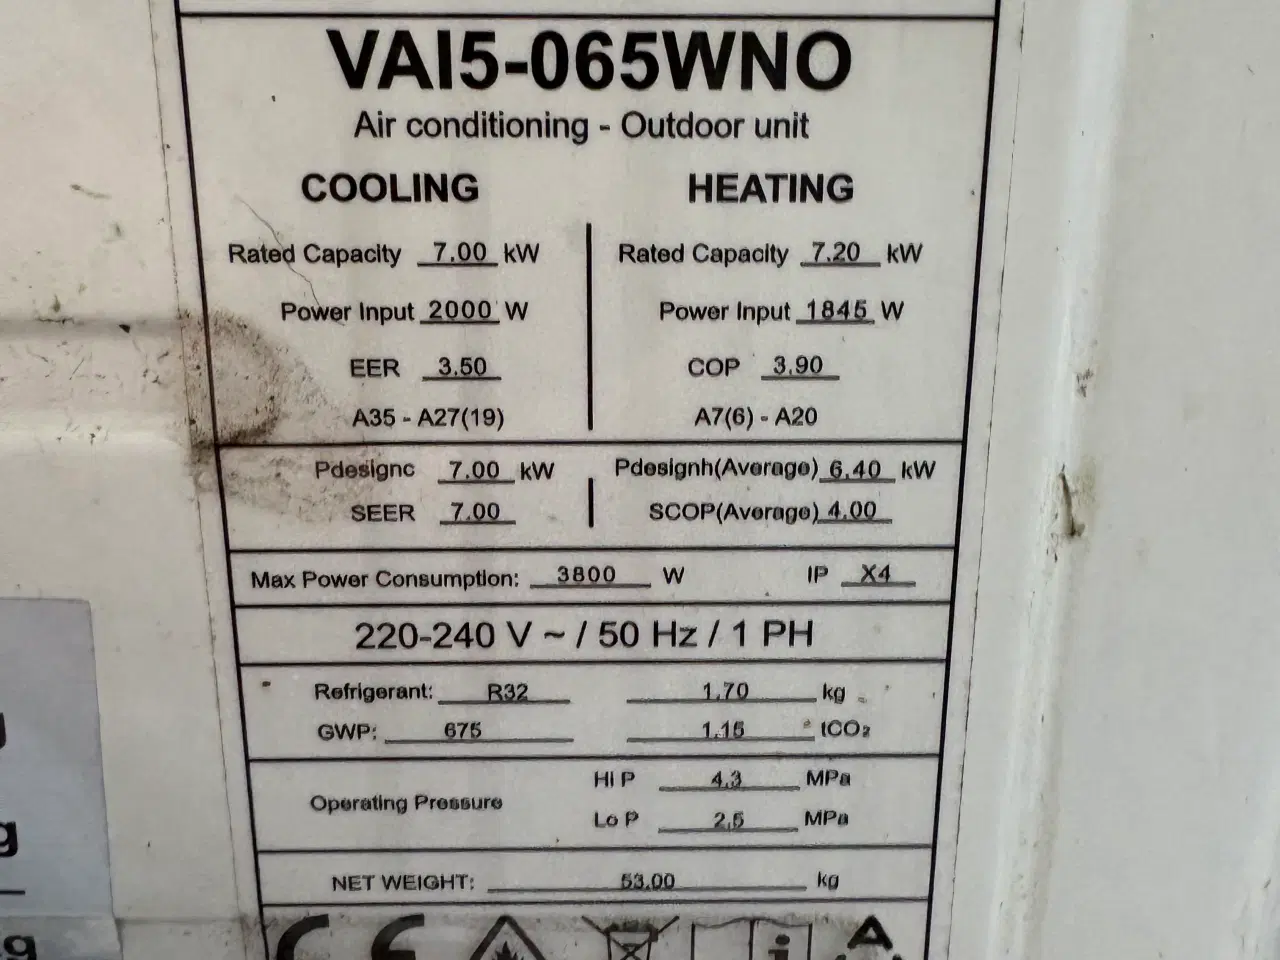 VAI5-065WNO
Air conditioning - Outdoor unit
COOLING
Rated Capacity 7.00 kW
Power Input 2000 W
EER 3.50
A35 - A27(19)
HEATING
Rated Capacity 7.20 kW
Power Input 1845 W
COP 3.90
A7(6) - A20
Pdesignc 7.00 kW
SEER 7.00
Pdesignh(Average) 6.40 kW
SCOP(Average) 4.00
Max Power Consumption: 3800 W IP X4
220-240 V ~ / 50 Hz / 1 PH
Refrigerant: R32 1.70 kg
GWP: 675 1.15 tCO₂
Operating Pressure
Hi P 4.3 MPa
Lo P 2.5 MPa
NET WEIGHT: 53.00 kg
CE